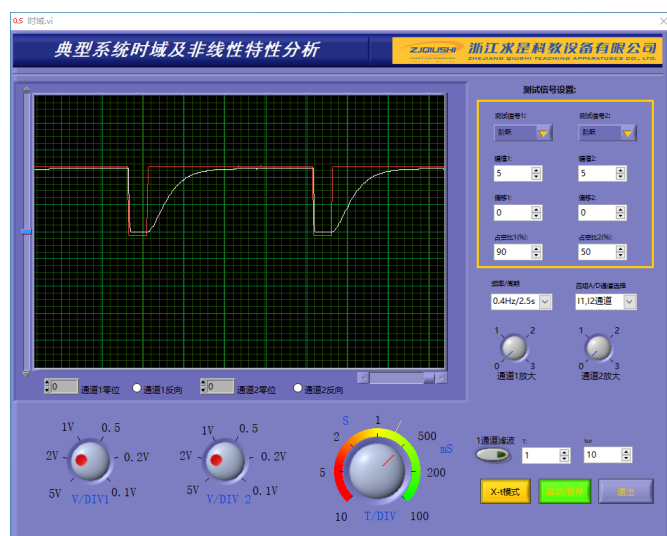 0.5 时域.vi
典型系统时域及非线性特性分析
ZJQIUSHI 浙江求是科教设备有限公司
ZHEJIANG QIUSHI TEACHING APPARATUSES CO., LTD.
测试信号设置:
测试信号1: 测试信号2:
阶跃 阶跃
幅值1: 幅值2:
5 5
偏移1: 偏移2:
0 0
占空比1(%): 占空比2(%):
90 50
频率/周期 四组A/D通道选择
0.4Hz/2.5s I1,I2通道
1 2 1 2
0 3 0 3
通道1放大 通道2放大
0 通道1零位 通道1反向 0 通道2零位 通道2反向
1V 0.5 1V 0.5
2V 0.2V 2V 0.2V
5V 0.1V 5V 0.1V
V/DIV1 V/DIV 2
S 1
2 500
mS
5 200
10 T/DIV 100
1通道滤波 T:
1 10
X-t模式 退出